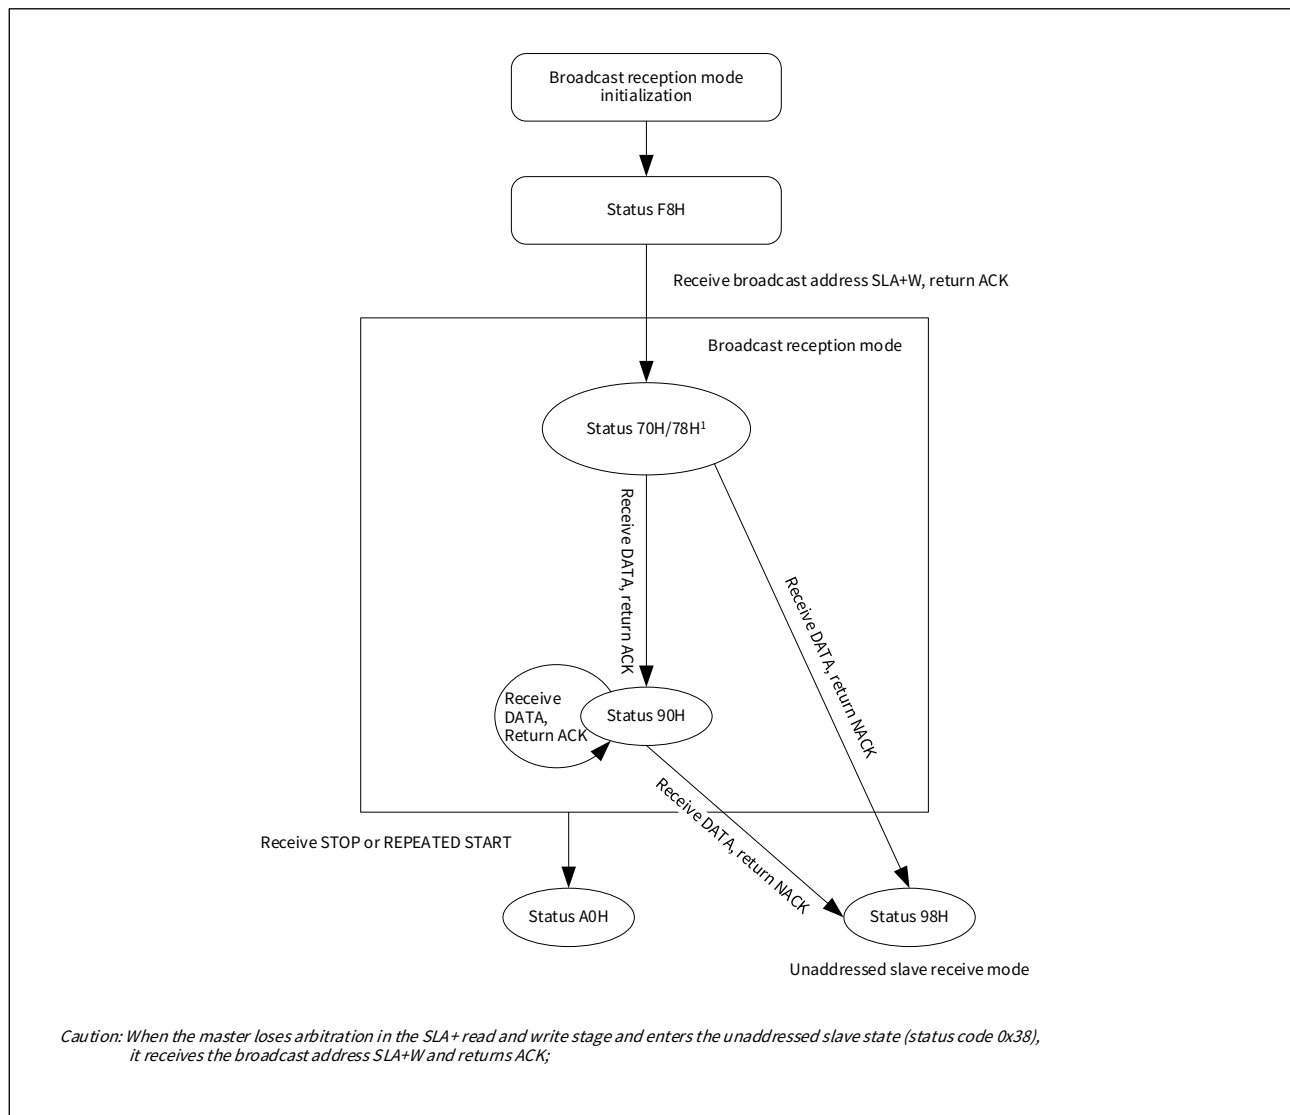 Broadcast reception mode
initialization
Status F8H
Receive broadcast address SLA+W, return ACK
Broadcast reception mode
Status 70H/78H¹
Receive DATA, return ACK
Receive DATA, return NACK
Receive
DATA,
Return ACK
Status 90H
Receive DATA, return NACK
Receive STOP or REPEATED START
Status A0H
Status 98H
Unaddressed slave receive mode
Caution: When the master loses arbitration in the SLA+ read and write stage and enters the unaddressed slave state (status code 0x38),
it receives the broadcast address SLA+W and returns ACK;